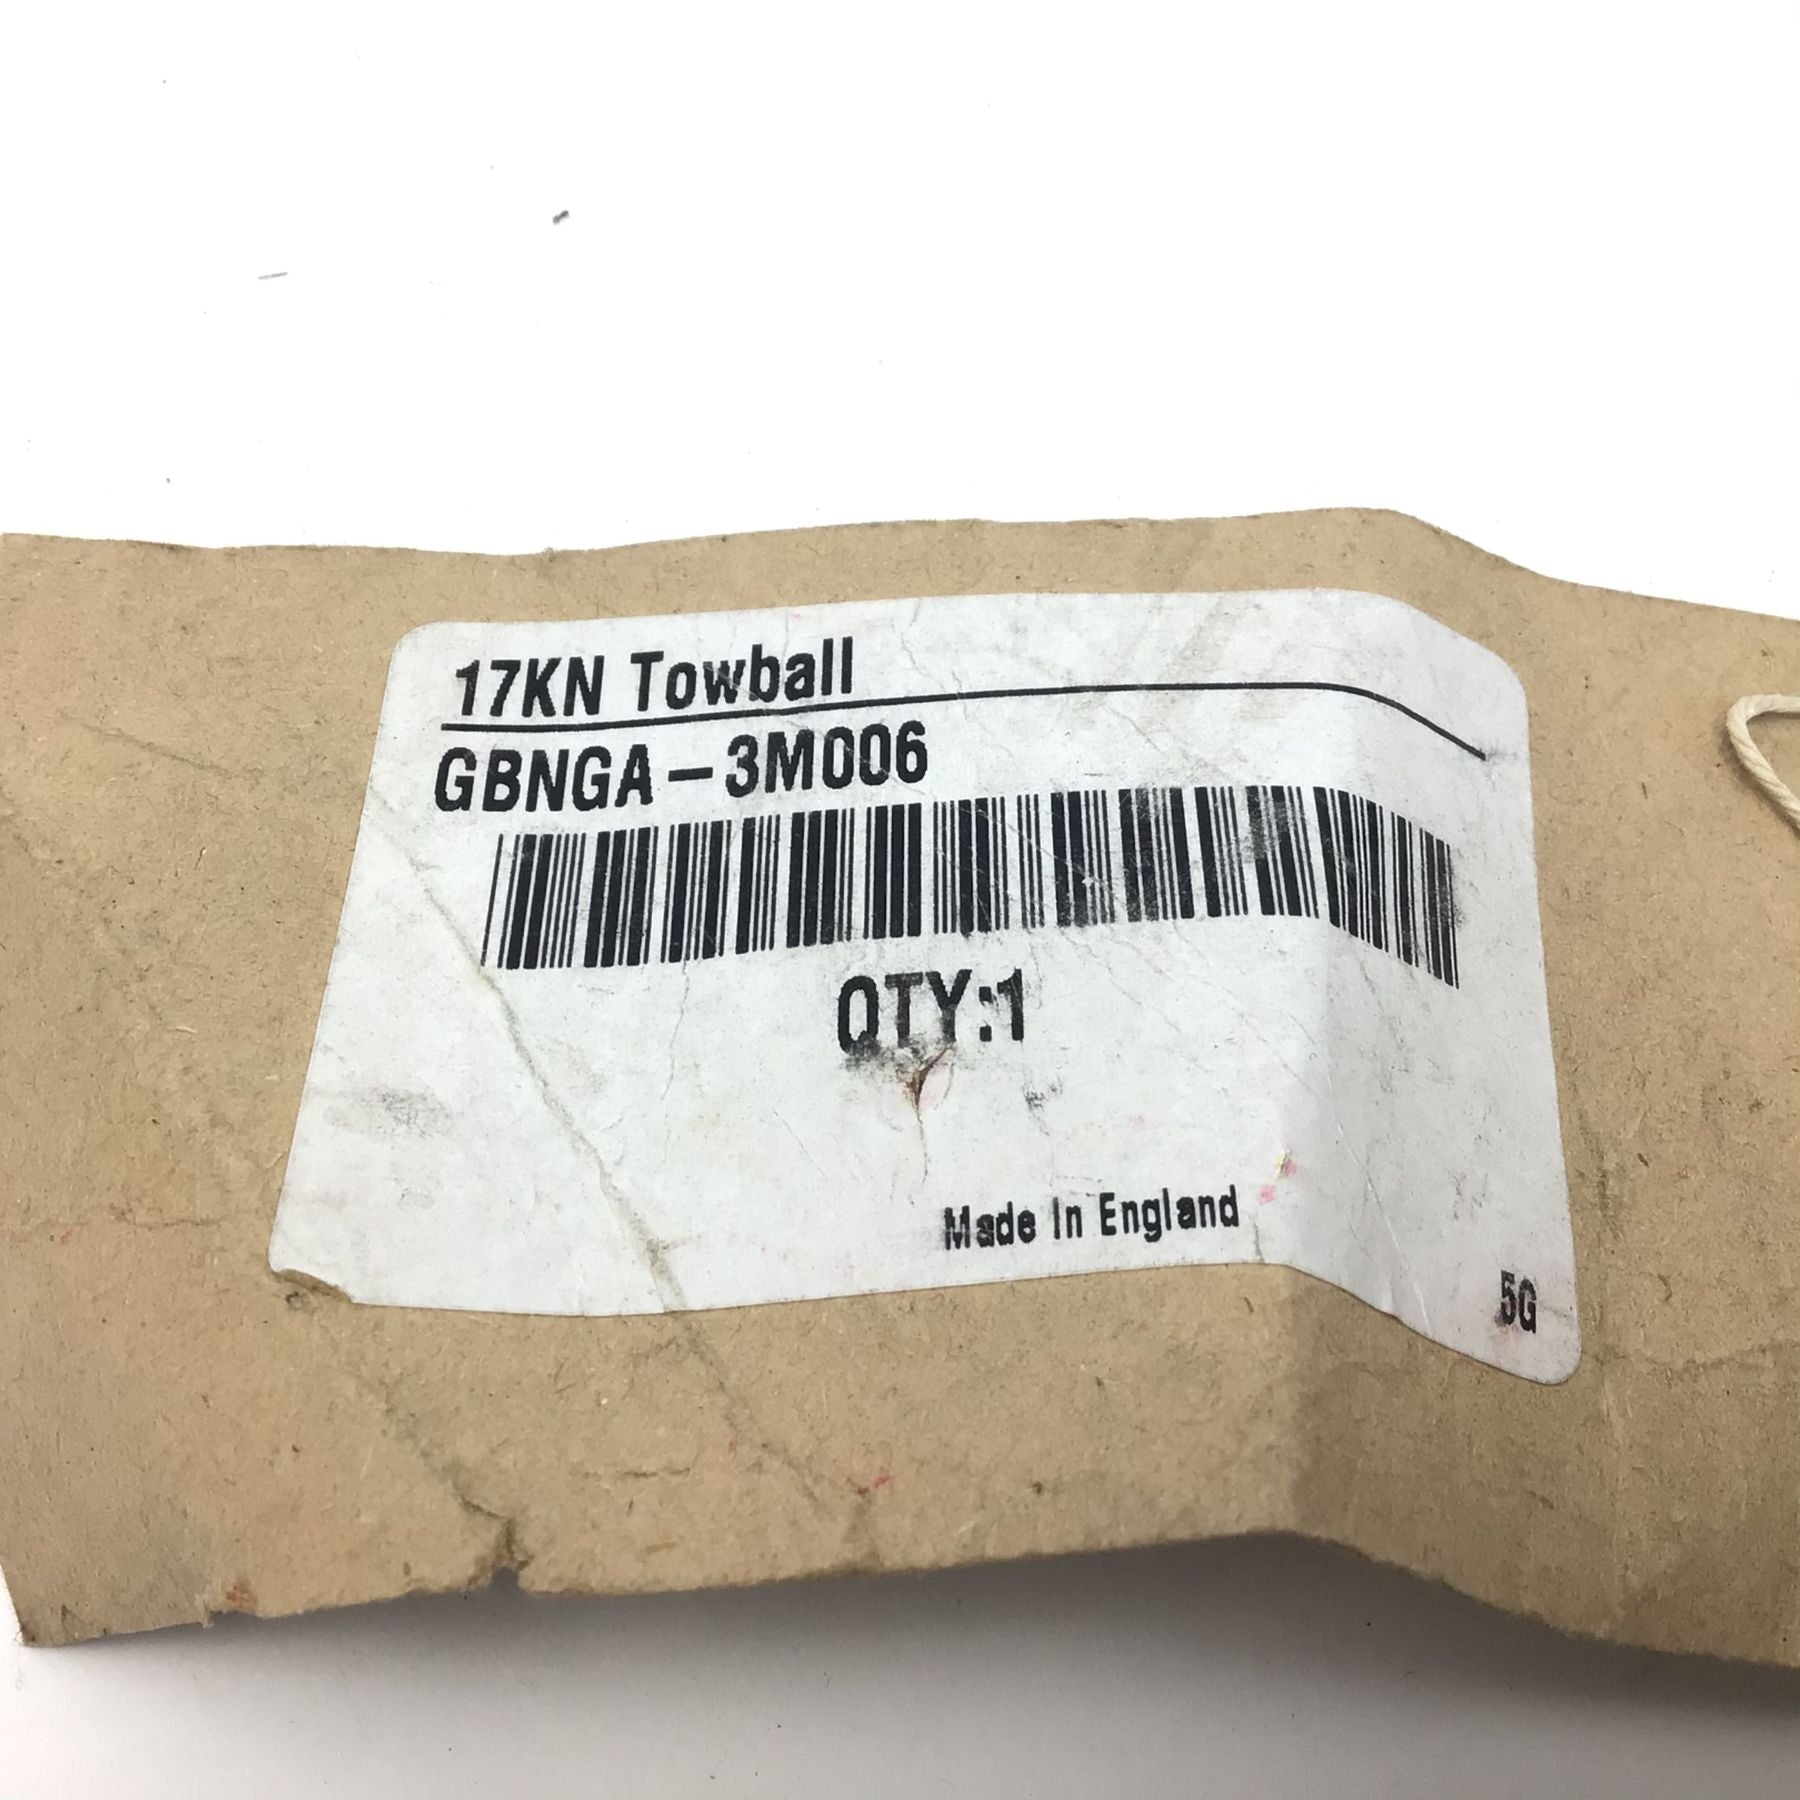 17KN Towball
GBNGA-3M006
QTY:1
Made In England
5G